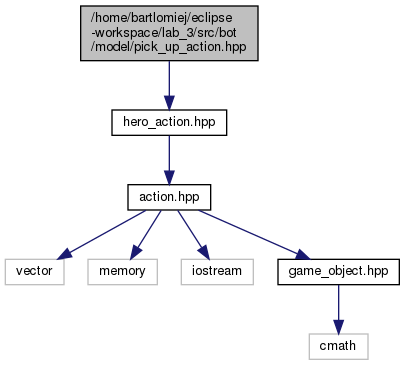 /home/bartlomiej/eclipse
-workspace/lab_3/src/bot
/model/pick_up_action.hpp
hero_action.hpp
action.hpp
vector
memory
iostream
game_object.hpp
cmath